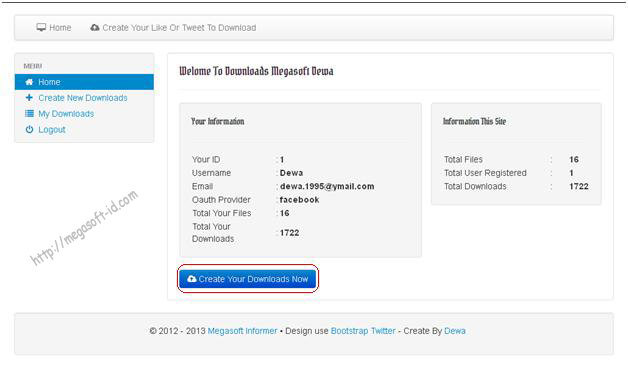 Home Create Your Like Or Tweet To Download
MENU
Home
Create New Downloads
My Downloads
Logout
http://megasoft-id.com
Welome To Downloads Megasoft Dewa
Your Information
Your ID : 1
Username : Dewa
Email : dewa.1995@ymail.com
Oauth Provider : facebook
Total Your Files : 16
Total Your
Downloads : 1722
Information This Site
Total Files : 16
Total User Registered : 1
Total Downloads : 1722
Create Your Downloads Now
© 2012 - 2013 Megasoft Informer • Design use Bootstrap Twitter - Create By Dewa